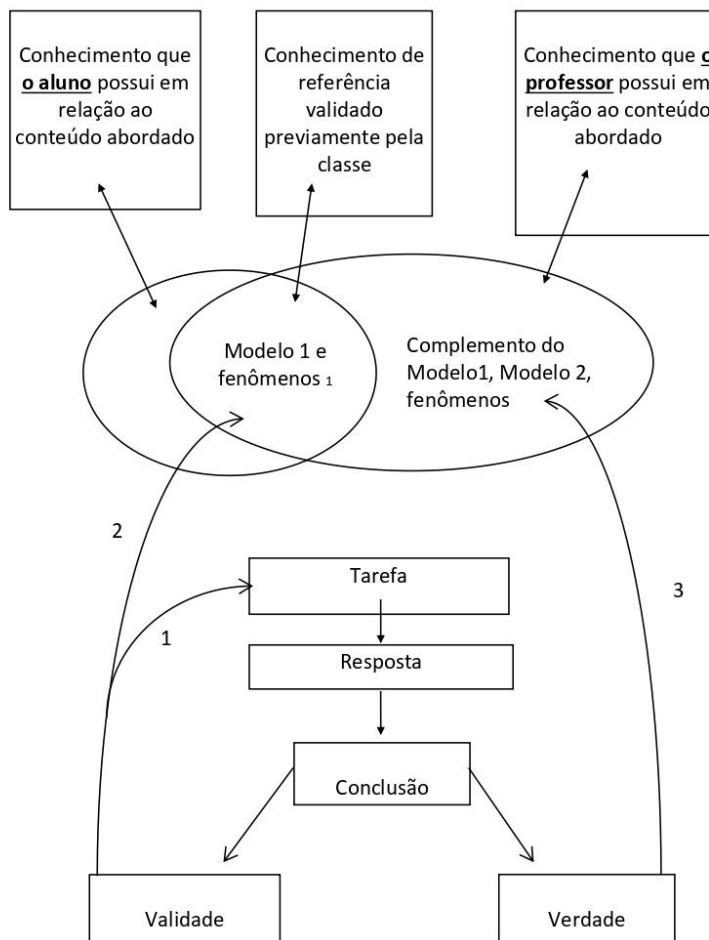 Conhecimento que
o aluno possui em
relação ao
conteúdo abordado
Conhecimento de
referência
validado
previamente pela
classe
Conhecimento que o
professor possui em
relação ao conteúdo
abordado
Modelo 1 e
fenômenos 1
Complemento do
Modelo1, Modelo 2,
fenômenos
2
1
3
Tarefa
Resposta
Conclusão
Validade
Verdade